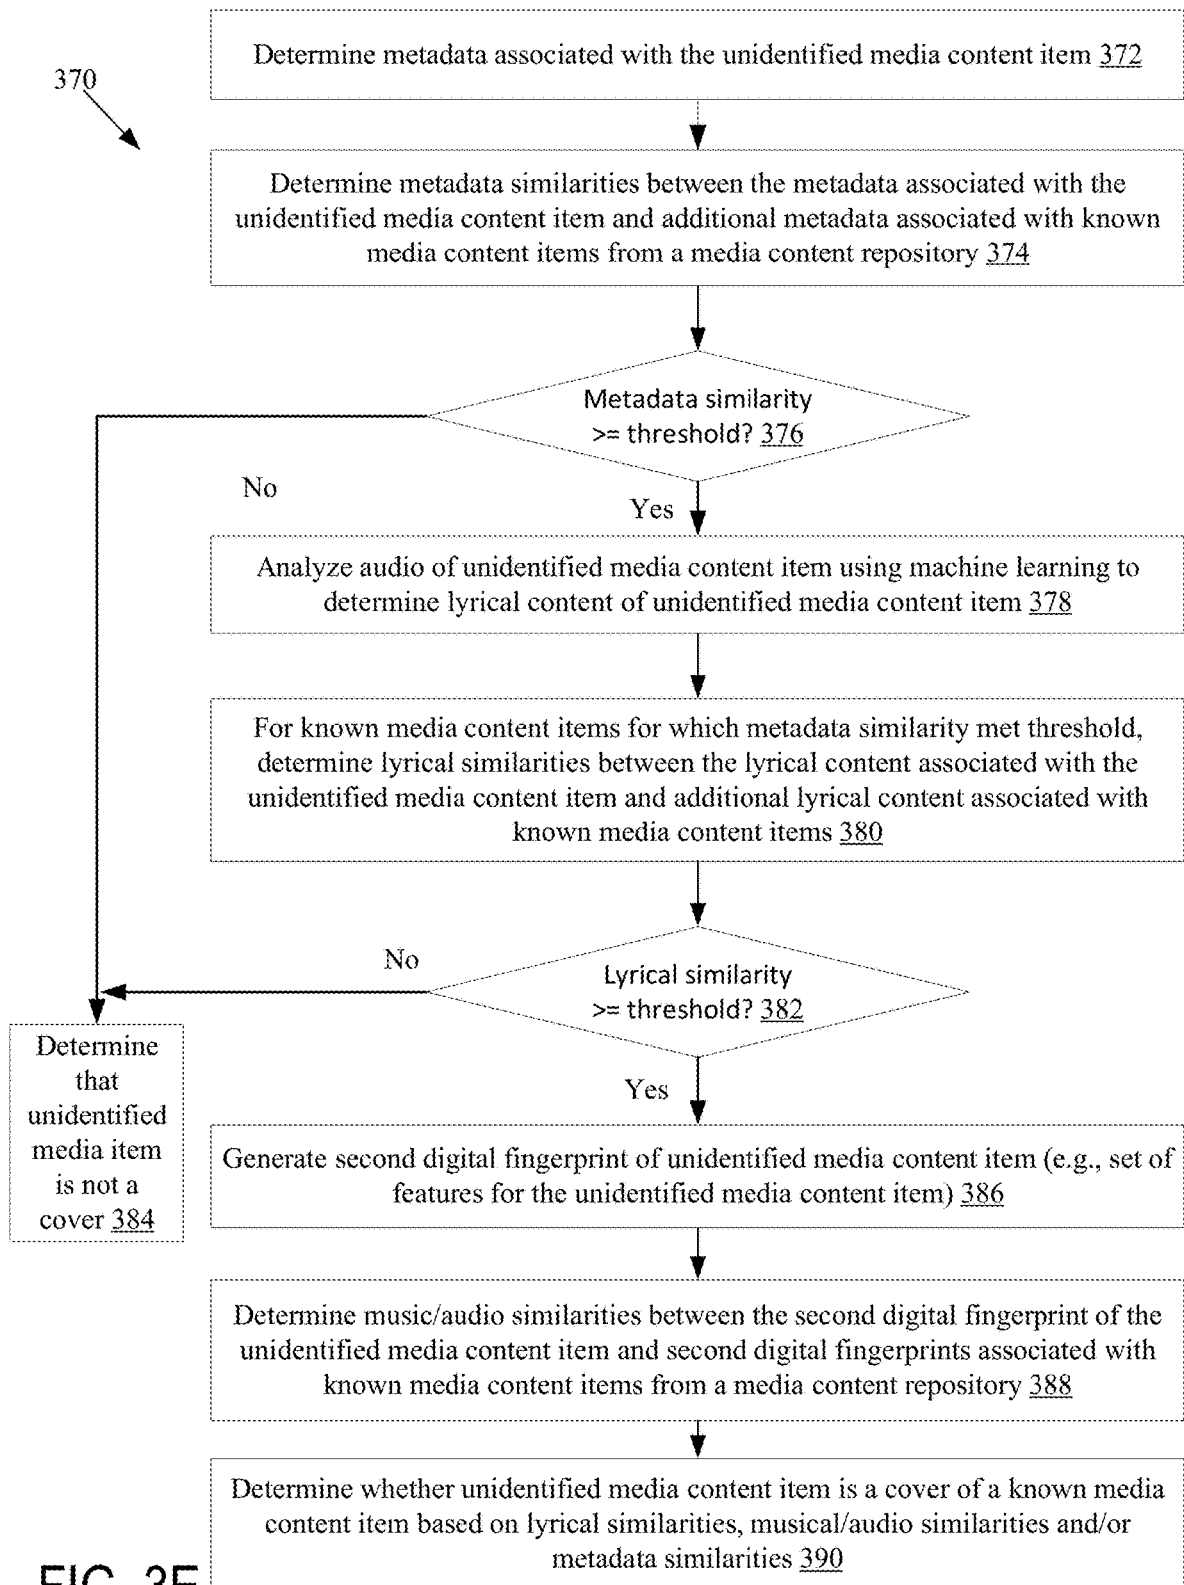 Determine metadata associated with the unidentified media content item 372
370
Determine metadata similarities between the metadata associated with the
unidentified media content item and additional metadata associated with known
media content items from a media content repository 374
Metadata similarity
>= threshold? 376
No
Yes
Analyze audio of unidentified media content item using machine learning to
determine lyrical content of unidentified media content item 378
For known media content items for which metadata similarity met threshold,
determine lyrical similarities between the lyrical content associated with the
unidentified media content item and additional lyrical content associated with
known media content items 380
No
Lyrical similarity
>= threshold? 382
Yes
Determine
that
unidentified
media item
is not a
cover 384
Generate second digital fingerprint of unidentified media content item (e.g., set of
features for the unidentified media content item) 386
Determine music/audio similarities between the second digital fingerprint of the
unidentified media content item and second digital fingerprints associated with
known media content items from a media content repository 388
Determine whether unidentified media content item is a cover of a known media
content item based on lyrical similarities, musical/audio similarities and/or
metadata similarities 390
FIG. 3E